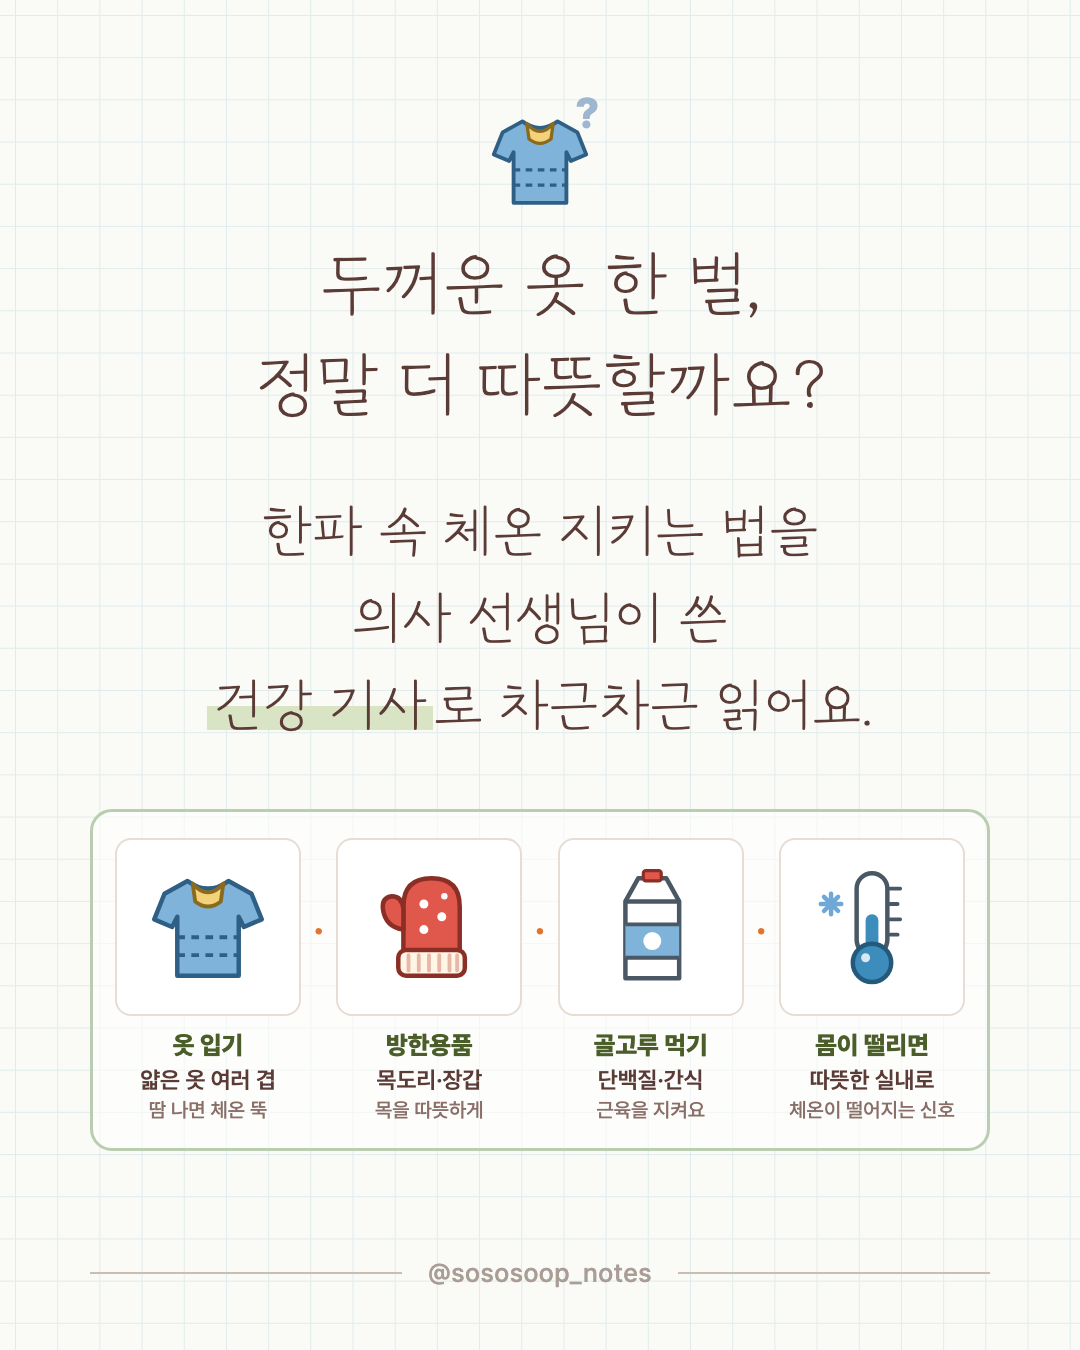 ?
두꺼운 옷 한 벌,
정말 더 따뜻할까요?
한파 속 체온 지키는 법을
의사 선생님이 쓴
건강 기사로 차근차근 읽어요.
옷 입기
얇은 옷 여러 겹
땀 나면 체온 뚝
방한용품
목도리·장갑
목을 따뜻하게
골고루 먹기
단백질·간식
근육을 지켜요
몸이 떨리면
따뜻한 실내로
체온이 떨어지는 신호
@sososoop_notes